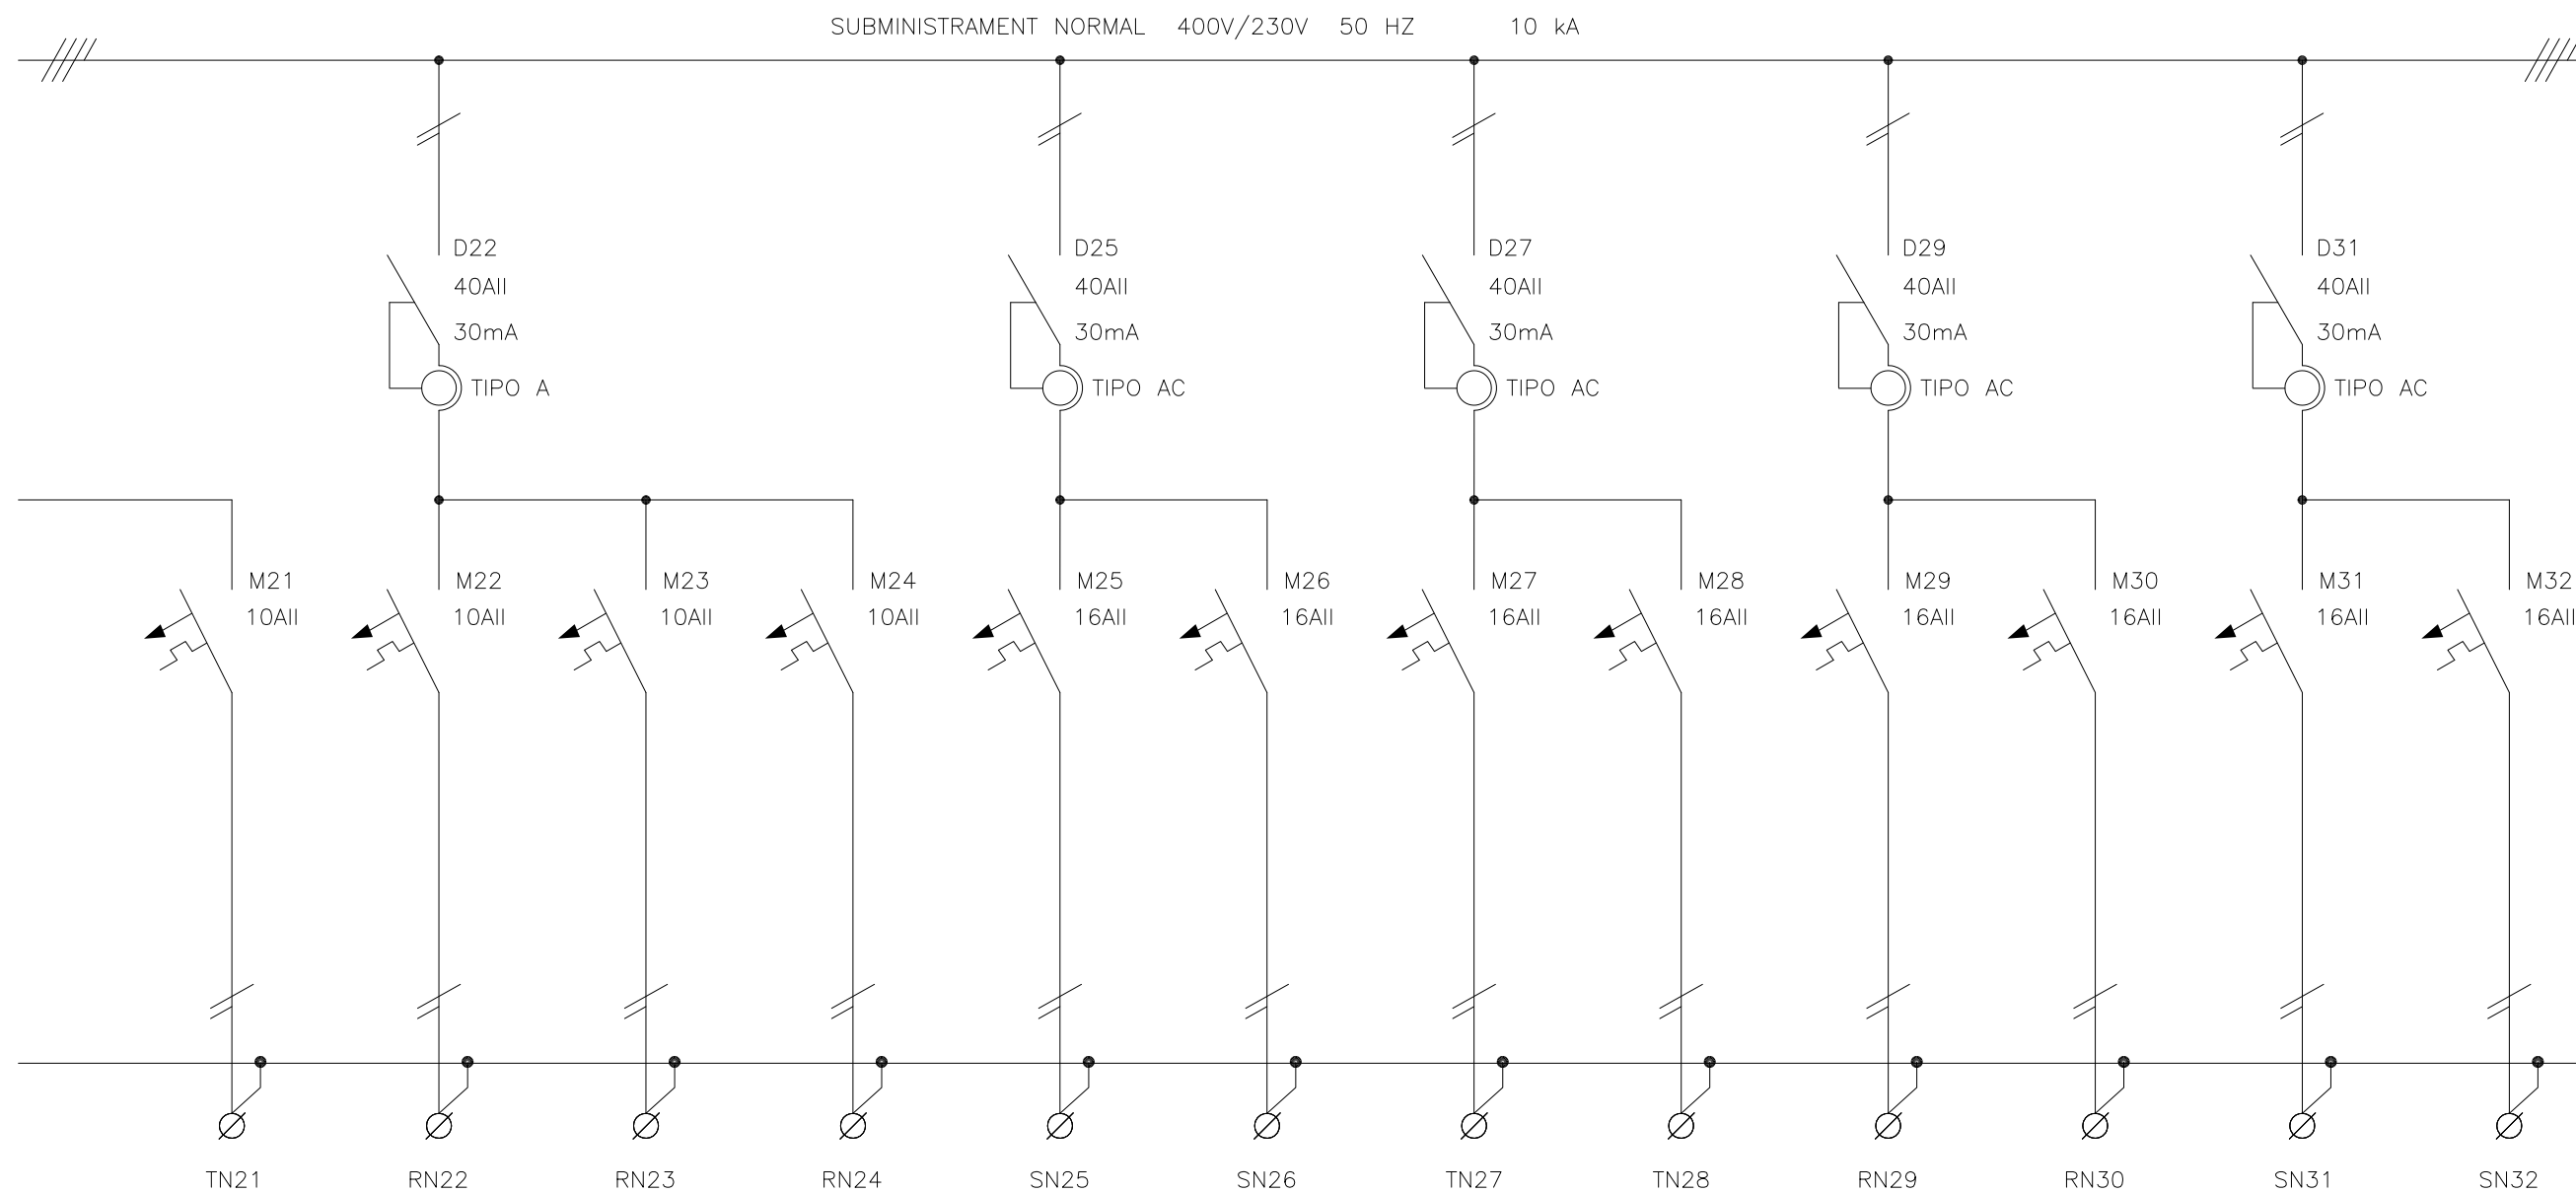 SUBMINISTRAMENT NORMAL 400V/230V 50 HZ 10 kA
D22
40AII
30mA
TIPO A
D25
40AII
30mA
TIPO AC
D27
40AII
30mA
TIPO AC
D29
40AII
30mA
TIPO AC
D31
40AII
30mA
TIPO AC
M21
10AII
M22
10AII
M23
10AII
M24
10AII
M25
16AII
M26
16AII
M27
16AII
M28
16AII
M29
16AII
M30
16AII
M31
16AII
M32
16AII
TN21
RN22
RN23
RN24
SN25
SN26
TN27
TN28
RN29
RN30
SN31
SN32